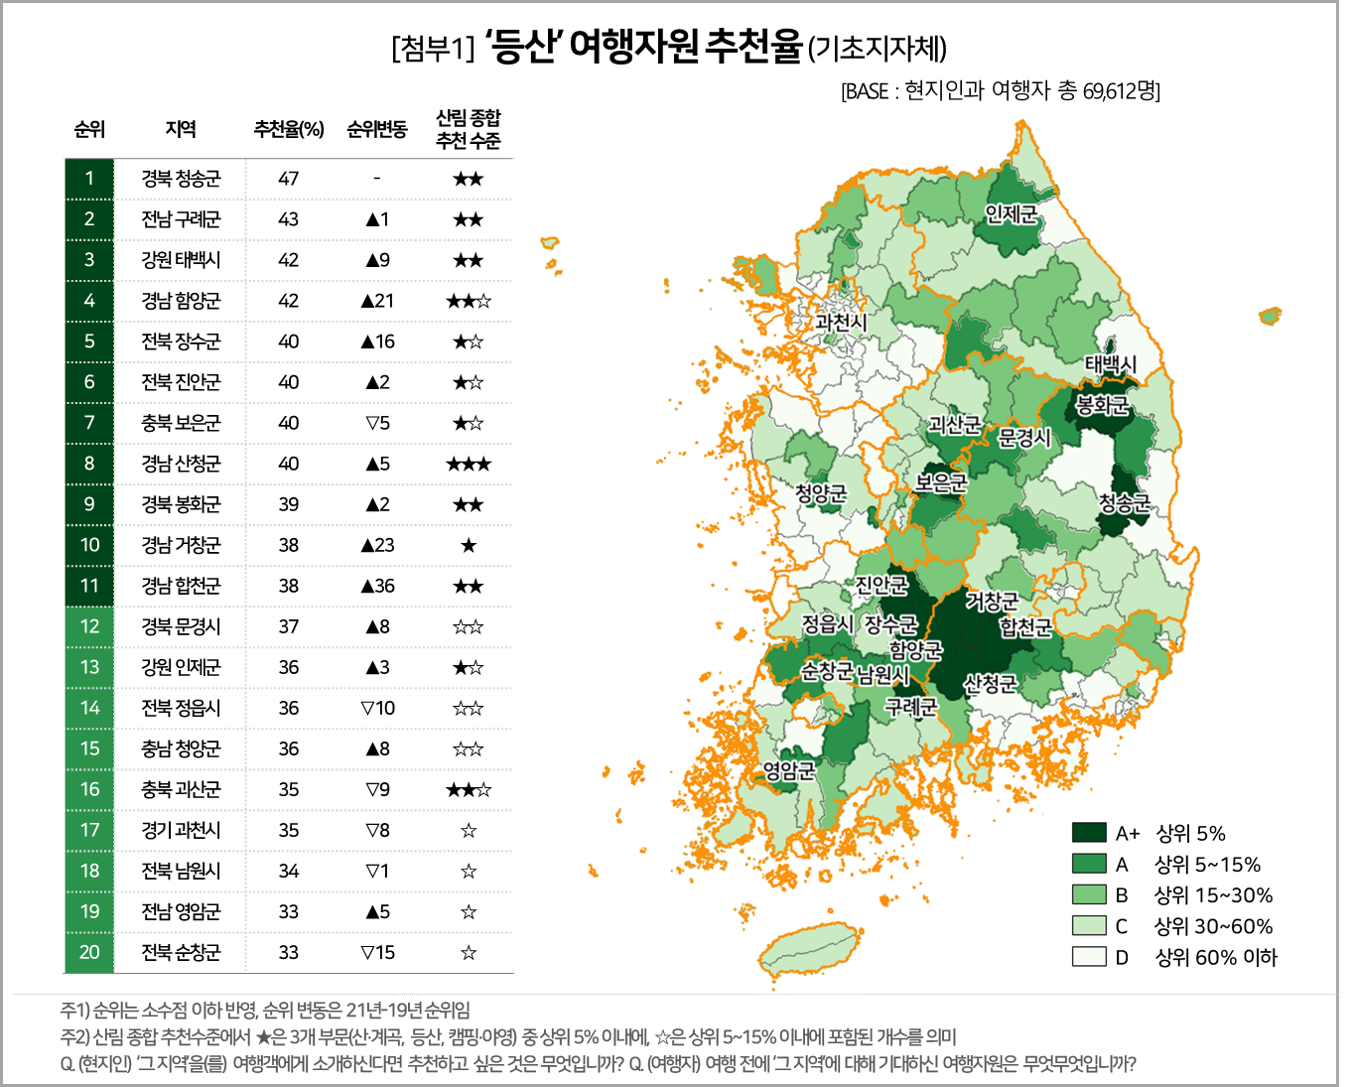 [첨부1] ‘등산’ 여행자원 추천율 (기초지자체)
[BASE : 현지인과 여행자 총 69,612명]
순위 지역 추천율(%) 순위변동 산림 종합 추천 수준
1 경북 청송군 47 - ★★
2 전남 구례군 43 ▲1 ★★
3 강원 태백시 42 ▲9 ★★
4 경남 함양군 42 ▲21 ★★☆
5 전북 장수군 40 ▲16 ★☆
6 전북 진안군 40 ▲2 ★☆
7 충북 보은군 40 ▽5 ★☆
8 경남 산청군 40 ▲5 ★★★
9 경북 봉화군 39 ▲2 ★★
10 경남 거창군 38 ▲23 ★
11 경남 합천군 38 ▲36 ★★
12 경북 문경시 37 ▲8 ☆☆
13 강원 인제군 36 ▲3 ★☆
14 전북 정읍시 36 ▽10 ☆☆
15 충남 청양군 36 ▲8 ☆☆
16 충북 괴산군 35 ▽9 ★★☆
17 경기 과천시 35 ▽8 ☆
18 전북 남원시 34 ▽1 ☆
19 전남 영암군 33 ▲5 ☆
20 전북 순창군 33 ▽15 ☆
인제군
과천시
태백시
봉화군
괴산군
문경시
보은군
청양군
청송군
진안군
거창군
정읍시 장수군
합천군
함양군
순창군 남원시
산청군
구례군
영암군
A+ 상위 5%
A 상위 5~15%
B 상위 15~30%
C 상위 30~60%
D 상위 60% 이하
주1) 순위는 소수점 이하 반영, 순위 변동은 21년-19년 순위임
주2) 산림 종합 추천수준에서 ★은 3개 부문(산·계곡, 등산, 캠핑·야영) 중 상위 5% 이내에, ☆은 상위 5~15% 이내에 포함된 개수를 의미
Q. (현지인) ‘그 지역’을(를) 여행객에게 소개하신다면 추천하고 싶은 것은 무엇입니까? Q. (여행자) 여행 전에 ‘그 지역’에 대해 기대하신 여행자원은 무엇무엇입니까?